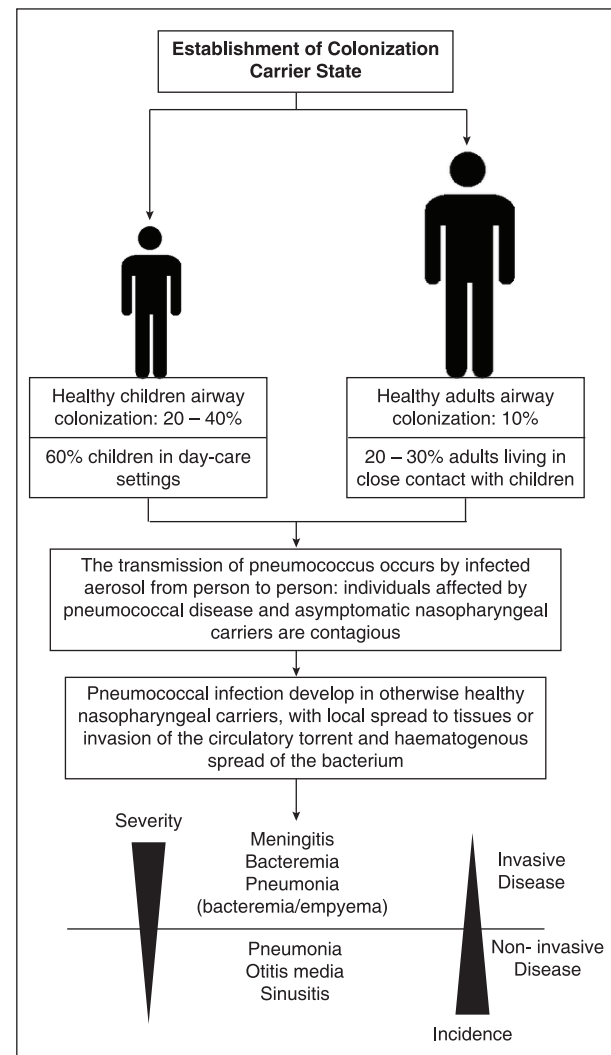 Establishment of Colonization
Carrier State
Healthy children airway
colonization: 20 – 40%
60% children in day-care
settings
Healthy adults airway
colonization: 10%
20 – 30% adults living in
close contact with children
The transmission of pneumococcus occurs by infected
aerosol from person to person: individuals affected by
pneumococcal disease and asymptomatic nasopharyngeal
carriers are contagious
Pneumococcal infection develop in otherwise healthy
nasopharyngeal carriers, with local spread to tissues or
invasion of the circulatory torrent and haematogenous
spread of the bacterium
Severity
Meningitis
Bacteremia
Pneumonia
(bacteremia/empyema)
Invasive
Disease
Pneumonia
Otitis media
Sinusitis
Non- invasive
Disease
Incidence